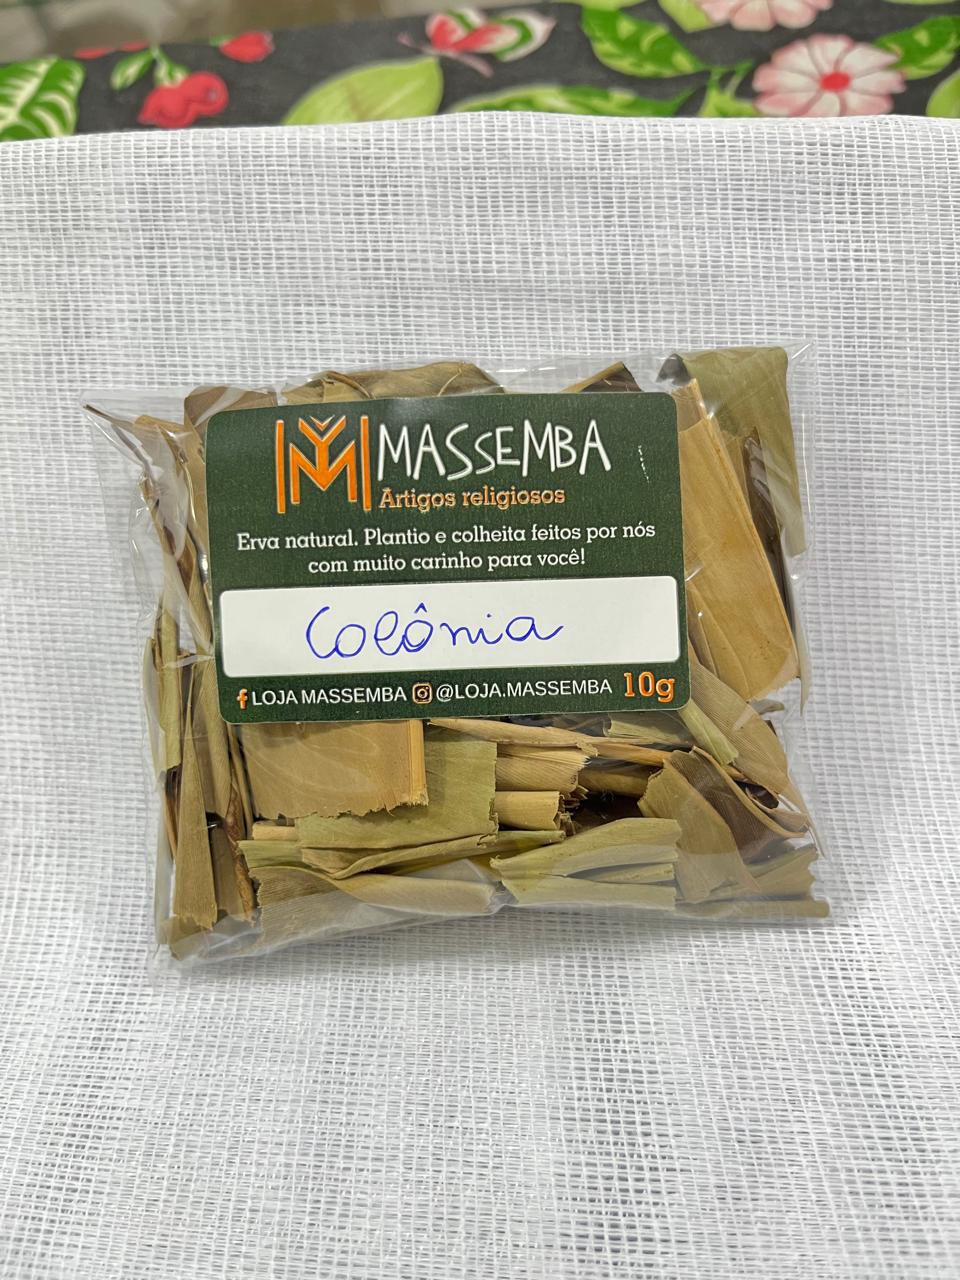 MASSEMBA
Artigos religiosos
Erva natural. Plantio e colheita feitos por nós
com muito carinho para você!
Colônia
LOJA MASSEMBA @LOJA.MASSEMBA 10g